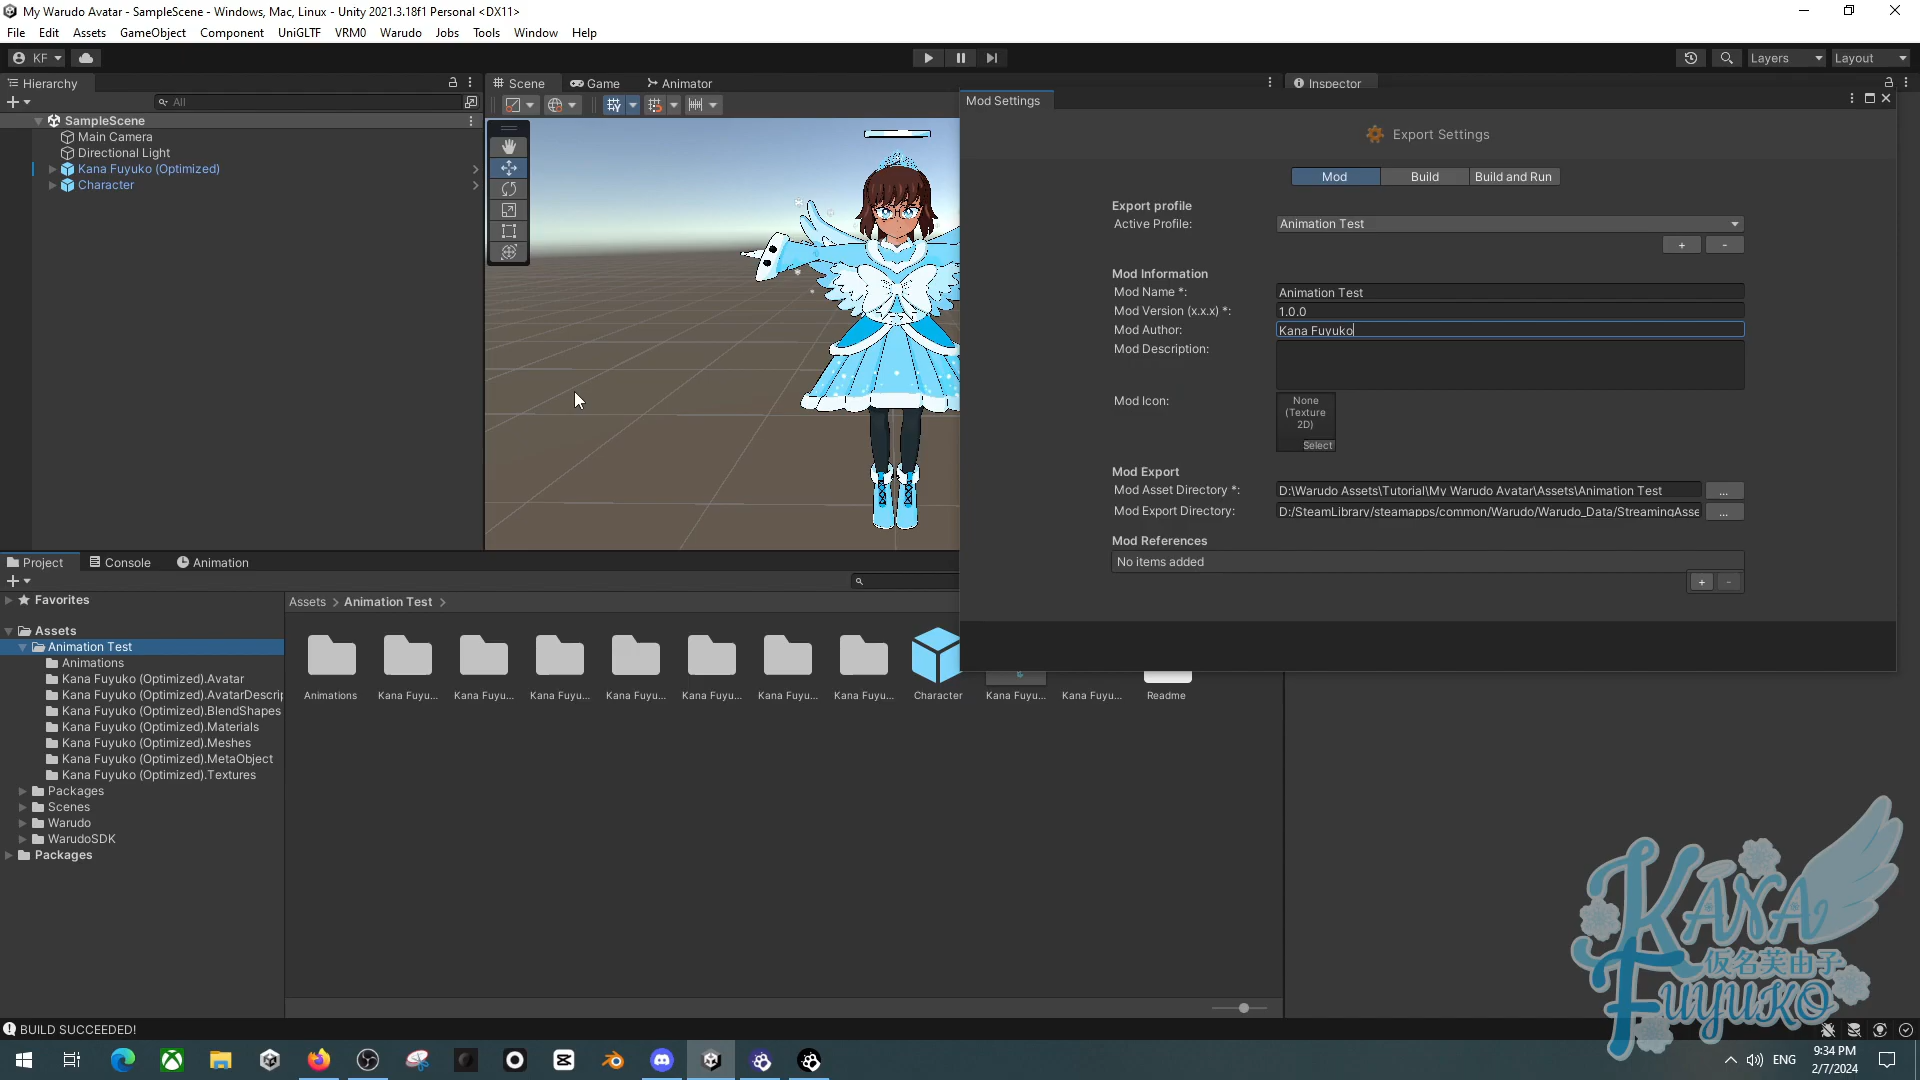 My Warudo Avatar - SampleScene - Windows, Mac, Linux - Unity 2021.3.18f1 Personal <DX11>
File Edit Assets GameObject Component UniGLTF VRM0 Warudo Jobs Tools Window Help
KF
Layers
Layout
Hierarchy
All
SampleScene
Main Camera
Directional Light
Kana Fuyuko (Optimized)
Character
Scene
Game
Animator
Inspector
Mod Settings
Export Settings
Mod
Build
Build and Run
Export profile
Active Profile: Animation Test
+ -
Mod Information
Mod Name *: Animation Test
Mod Version (x.x.x) *: 1.0.0
Mod Author: Kana Fuyuko
Mod Description:
Mod Icon:
None
(Texture
2D)
Select
Mod Export
Mod Asset Directory *: D:\Warudo Assets\Tutorial\My Warudo Avatar\Assets\Animation Test ...
Mod Export Directory: D:/SteamLibrary/steamapps/common/Warudo/Warudo_Data/StreamingAsse ...
Mod References
No items added
+ -
Project
Console
Animation
Favorites
Assets
Animation Test
Animations
Kana Fuyuko (Optimized).Avatar
Kana Fuyuko (Optimized).AvatarDescrip
Kana Fuyuko (Optimized).BlendShapes
Kana Fuyuko (Optimized).Materials
Kana Fuyuko (Optimized).Meshes
Kana Fuyuko (Optimized).MetaObject
Kana Fuyuko (Optimized).Textures
Packages
Scenes
Warudo
WarudoSDK
Packages
Assets > Animation Test >
Animations
Kana Fuyu...
Kana Fuyu...
Kana Fuyu...
Kana Fuyu...
Kana Fuyu...
Kana Fuyu...
Kana Fuyu...
Character
Kana Fuyu...
Kana Fuyu...
Readme
KANA
仮名芙由子
FUYUKO
BUILD SUCCEEDED!
ENG
9:34 PM
2/7/2024